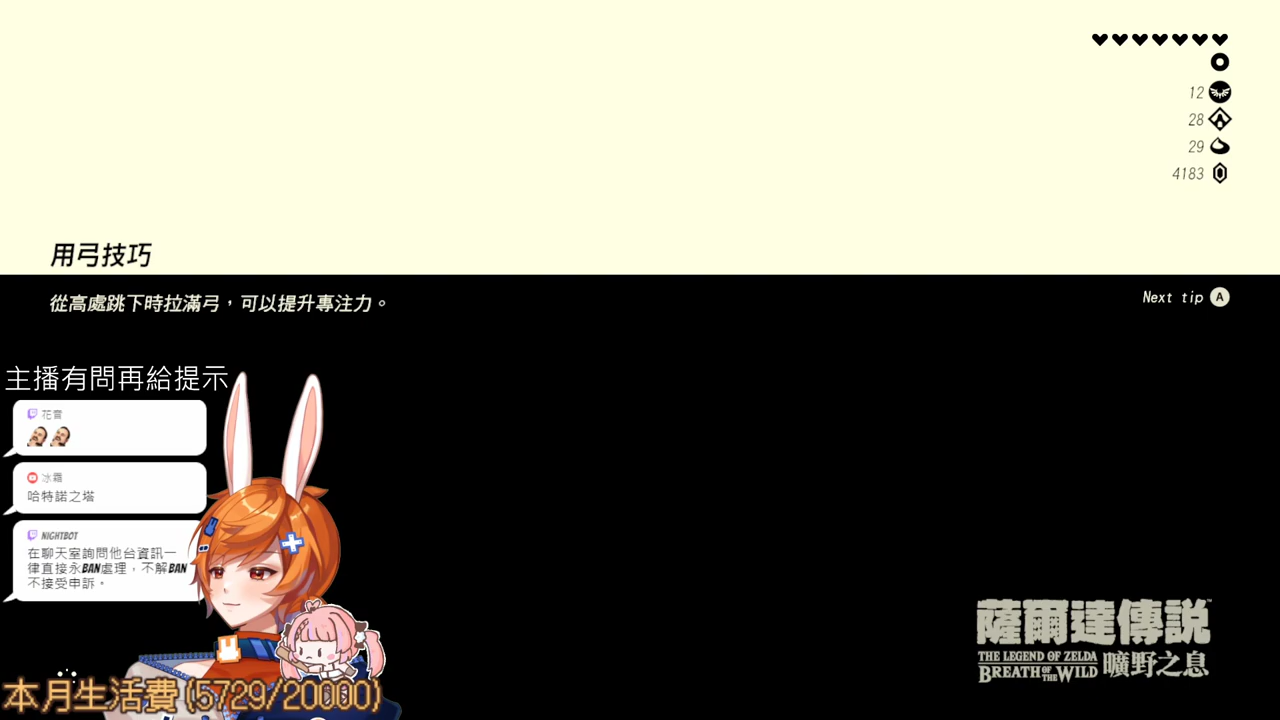 12
28
29
4183
用弓技巧
從高處跳下時拉滿弓，可以提升專注力。
Next tip A
主播有問再給提示
花音
冰霜
哈特諾之塔
NIGHTBOT
在聊天室詢問他台資訊一
律直接永BAN處理，不解BAN
不接受申訴。
薩爾達傳説™
THE LEGEND OF ZELDA
BREATH OF THE WILD 曠野之息
本月生活費 (5729/20000)